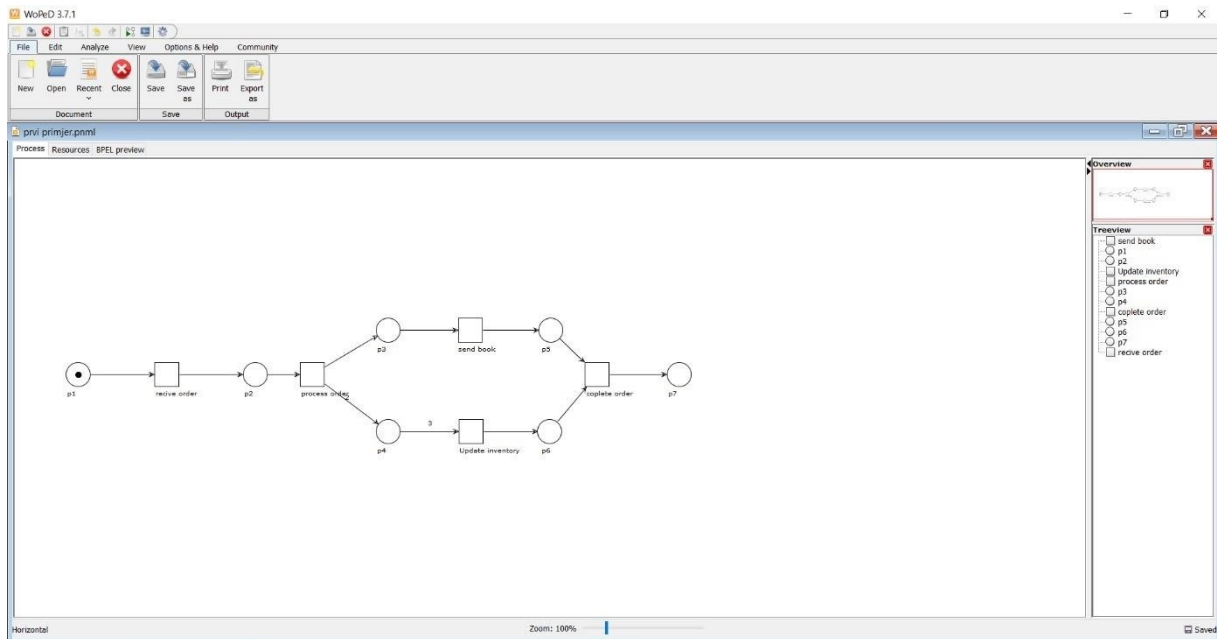 WoPeD 3.7.1
File Edit Analyze View Options & Help Community
New Open Recent Close Save Save as Print Export as
Document Save Output
prvi primjer.pnml
Process Resources BPEL preview
Overview
Treeview
send book
p1
p2
Update inventory
process order
p3
p4
coplete order
p5
p6
p7
recive order
p3 send book p5
p1 recive order p2 process order coplete order p7
3
p4 Update inventory p6
Horizontal Zoom: 100% Saved